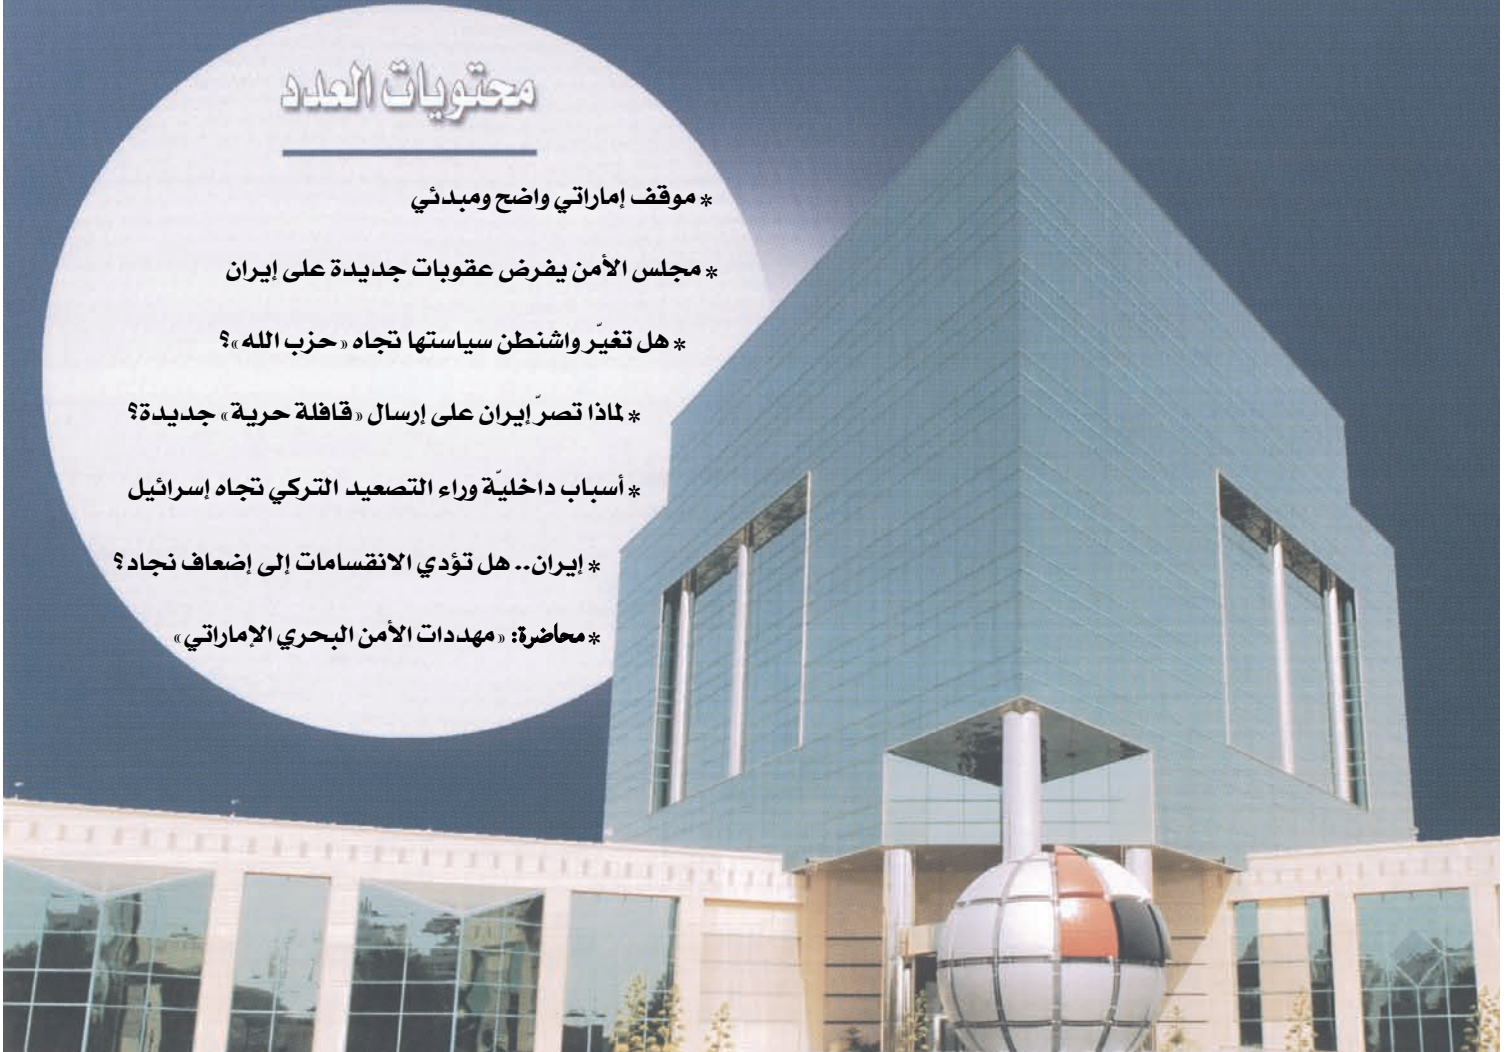 محتويات العدد
* موقف إماراتي واضح ومبدئي
* مجلس الأمن يفرض عقوبات جديدة على إيران
* هل تغيّر واشنطن سياستها تجاه «حزب الله»؟
* لماذا تصرّ إيران على إرسال «قافلة حرية» جديدة؟
* أسباب داخليّة وراء التصعيد التركي تجاه إسرائيل
* إيران.. هل تؤدي الانقسامات إلى إضعاف نجاد؟
* محاضرة: «مهددات الأمن البحري الإماراتي»